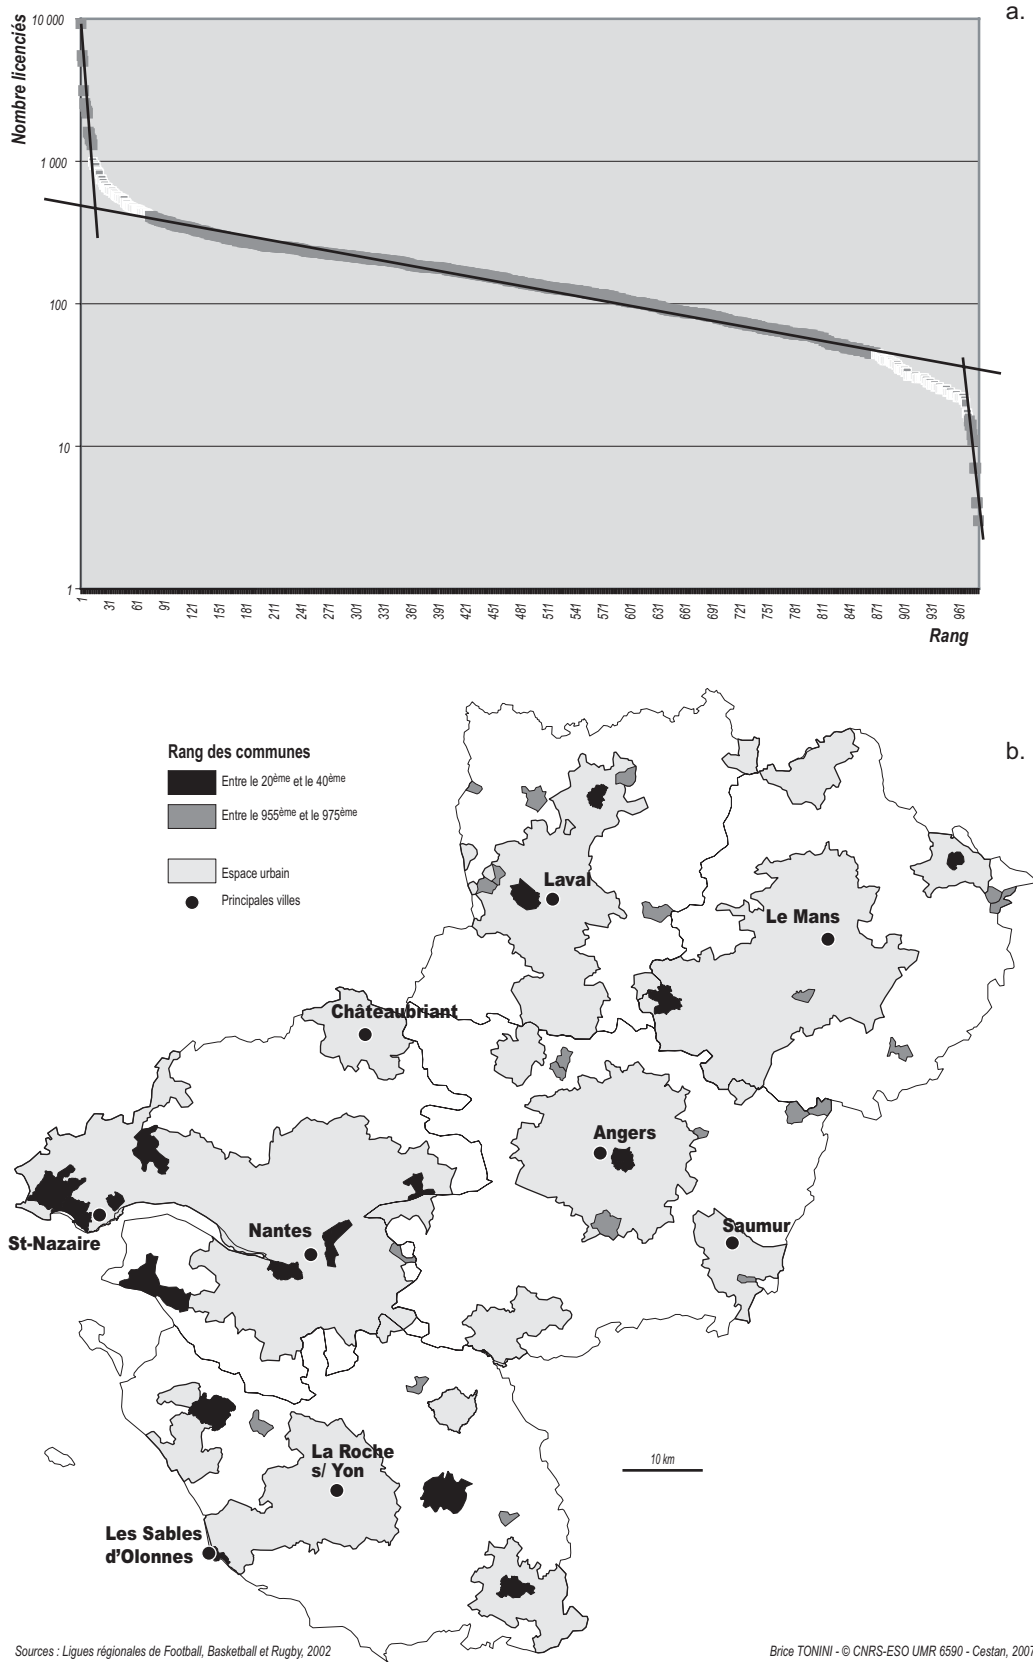 a.
Nombre licenciés
10 000
1 000
100
10
1
1 31 61 91 121 151 181 211 241 271 301 331 361 391 421 451 481 511 541 571 601 631 661 691 721 751 781 811 841 871 901 931 961
Rang
b.
Rang des communes
Entre le 20ème et le 40ème
Entre le 955ème et le 975ème
Espace urbain
Principales villes
Laval
Le Mans
Châteaubriant
Angers
Saumur
Nantes
St-Nazaire
La Roche
s/ Yon
10 km
Les Sables
d'Olonnes
Sources : Ligues régionales de Football, Basketball et Rugby, 2002
Brice TONINI - © CNRS-ESO UMR 6590 - Cestan, 2007